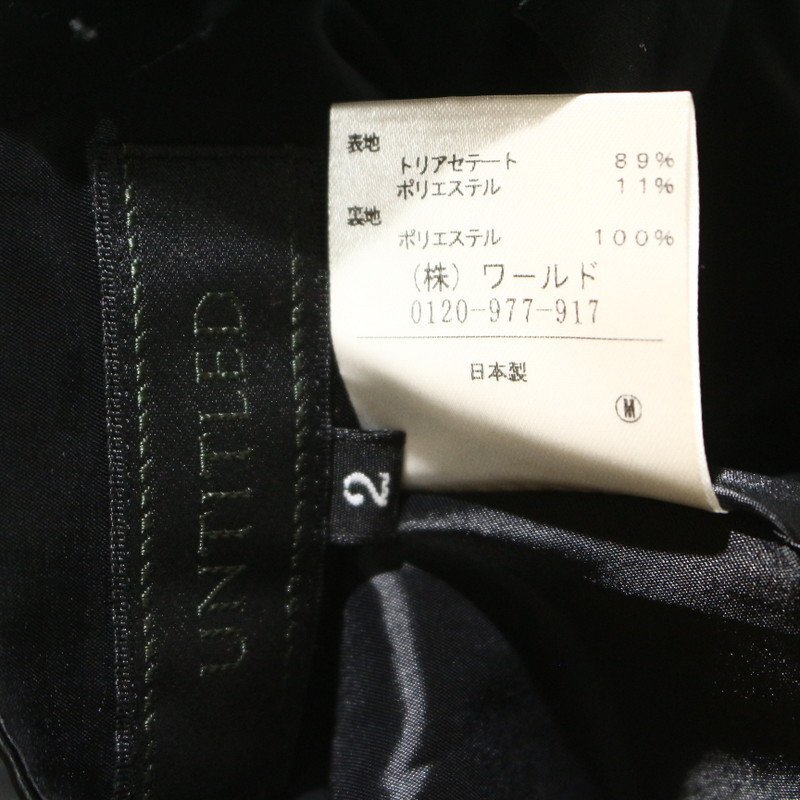 UNTITLED
2
表地
トリアセテート 89%
ポリエステル 11%
裏地
ポリエステル 100%
(株) ワールド
0120-977-917
日本製
M